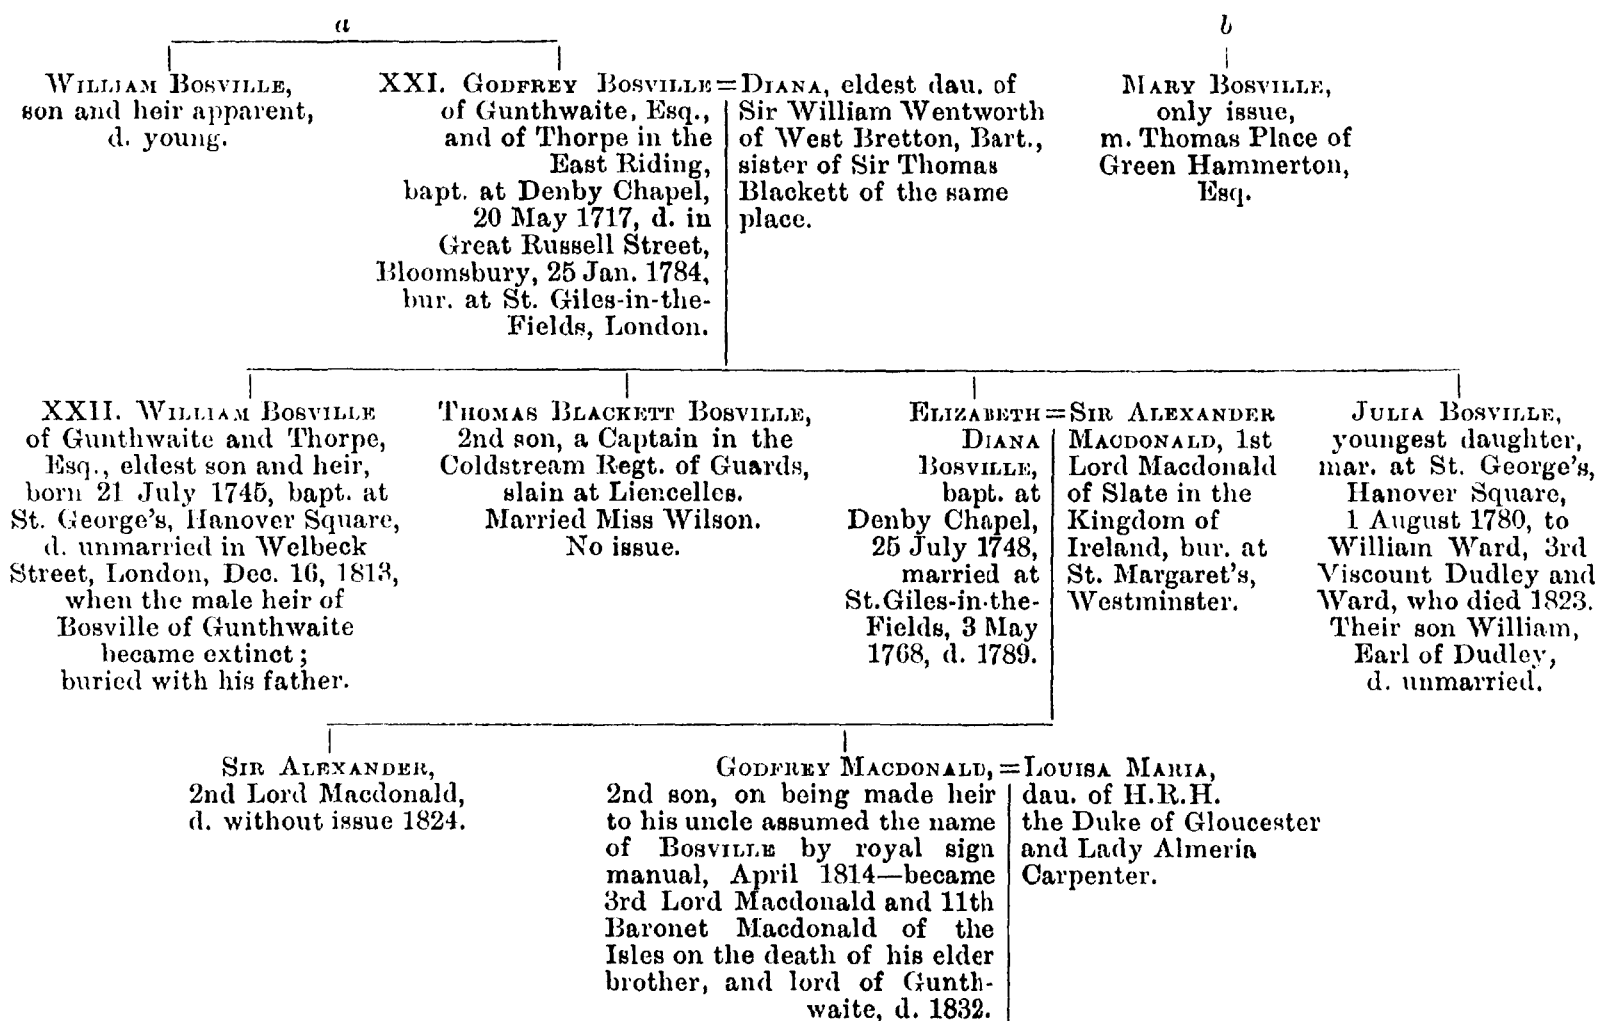 a
b
WILLIAM BOSVILLE,
son and heir apparent,
d. young.
XXI. GODFREY BOSVILLE=
of Gunthwaite, Esq.,
and of Thorpe in the
East Riding,
bapt. at Denby Chapel,
20 May 1717, d. in
Great Russell Street,
Bloomsbury, 25 Jan. 1784,
bur. at St. Giles-in-the-
Fields, London.
DIANA, eldest dau. of
Sir William Wentworth
of West Bretton, Bart.,
sister of Sir Thomas
Blackett of the same
place.
MARY BOSVILLE,
only issue,
m. Thomas Place of
Green Hammerton,
Esq.
XXII. WILLIAM BOSVILLE
of Gunthwaite and Thorpe,
Esq., eldest son and heir,
born 21 July 1745, bapt. at
St. George's, Hanover Square,
d. unmarried in Welbeck
Street, London, Dec. 16, 1813,
when the male heir of
Bosville of Gunthwaite
became extinct;
buried with his father.
THOMAS BLACKETT BOSVILLE,
2nd son, a Captain in the
Coldstream Regt. of Guards,
slain at Liencelles.
Married Miss Wilson.
No issue.
ELIZABETH=
DIANA
BOSVILLE,
bapt. at
Denby Chapel,
25 July 1748,
married at
St.Giles-in-the-
Fields, 3 May
1768, d. 1789.
SIR ALEXANDER
MACDONALD, 1st
Lord Macdonald
of Slate in the
Kingdom of
Ireland, bur. at
St. Margaret's,
Westminster.
JULIA BOSVILLE,
youngest daughter,
mar. at St. George's,
Hanover Square,
1 August 1780, to
William Ward, 3rd
Viscount Dudley and
Ward, who died 1823.
Their son William,
Earl of Dudley,
d. unmarried.
SIR ALEXANDER,
2nd Lord Macdonald,
d. without issue 1824.
GODFREY MACDONALD,=
2nd son, on being made heir
to his uncle assumed the name
of BOSVILLE by royal sign
manual, April 1814—became
3rd Lord Macdonald and 11th
Baronet Macdonald of the
Isles on the death of his elder
brother, and lord of Gunth-
waite, d. 1832.
LOUISA MARIA,
dau. of H.R.H.
the Duke of Gloucester
and Lady Almeria
Carpenter.